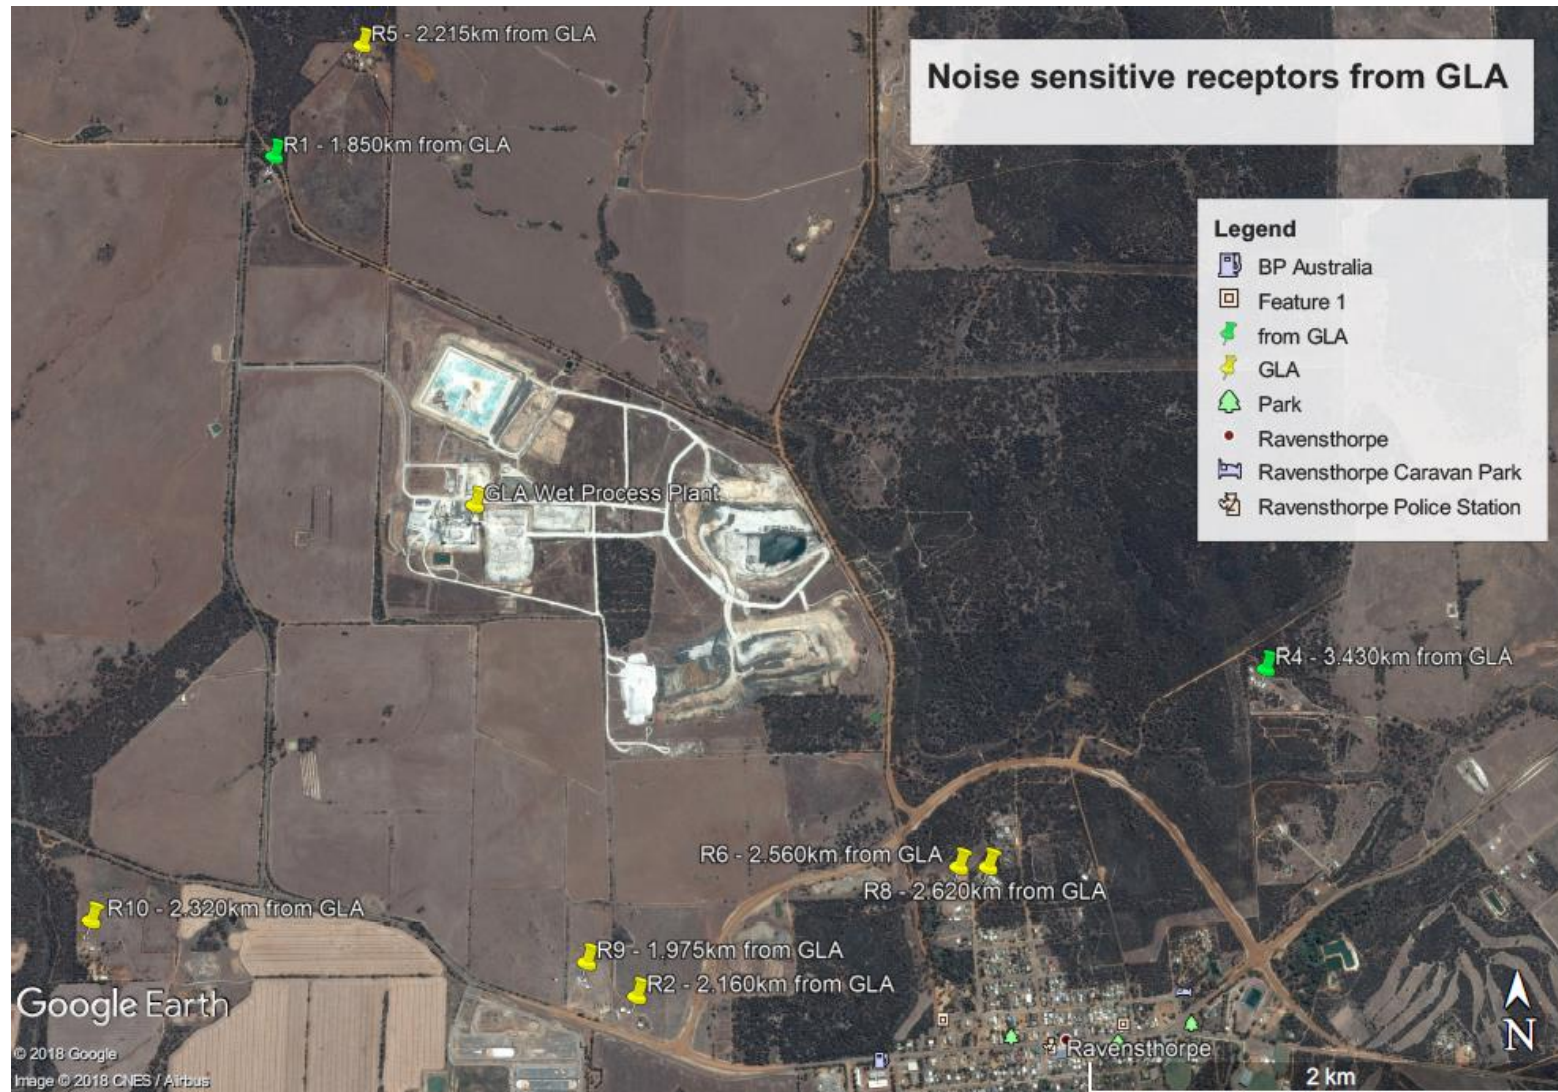 R5 - 2.215km from GLA
Noise sensitive receptors from GLA
R1 - 1.850km from GLA
Legend
BP Australia
Feature 1
from GLA
GLA
Park
Ravensthorpe
Ravensthorpe Caravan Park
Ravensthorpe Police Station
GLA Wet Process Plant
R4 - 3.430km from GLA
R6 - 2.560km from GLA
R8 - 2.620km from GLA
R10 - 2.320km from GLA
R9 - 1.975km from GLA
R2 - 2.160km from GLA
Google Earth
N
Ravensthorpe
© 2018 Google
Image © 2018 CNES / Airbus
2 km